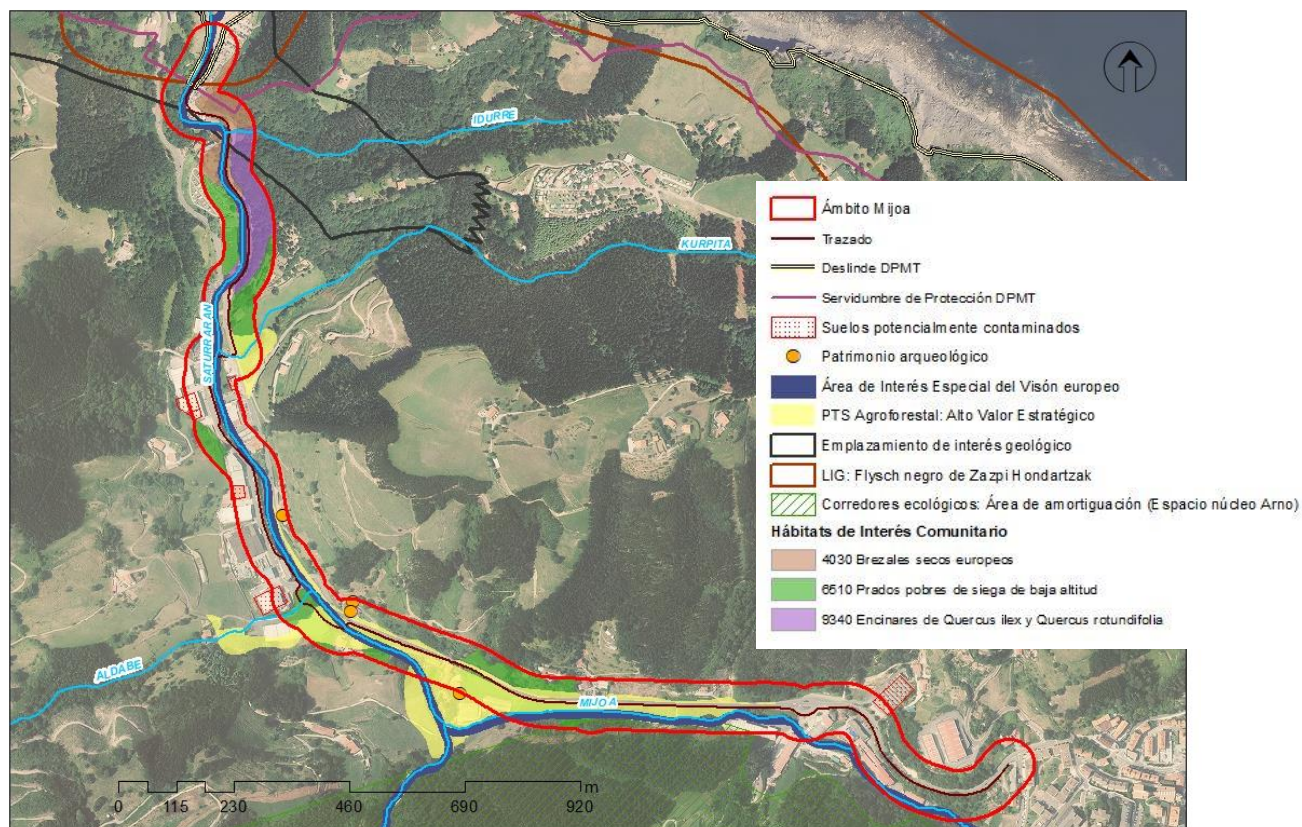 IDURRE
KURPITA
SATURRARAN
ALDABE
MIJOA
0 115 230 460 690 920 m
Ámbito Mijoa
Trazado
Deslinde DPMT
Servidumbre de Protección DPMT
Suelos potencialmente contaminados
Patrimonio arqueológico
Área de Interés Especial del Visón europeo
PTS Agroforestal: Alto Valor Estratégico
Emplazamiento de interés geológico
LIG: Flysch negro de Zazpi Hondartzak
Corredores ecológicos: Área de amortiguación (Espacio núcleo Arno)
Hábitats de Interés Comunitario
4030 Brezales secos europeos
6510 Prados pobres de siega de baja altitud
9340 Encinares de Quercus ilex y Quercus rotundifolia